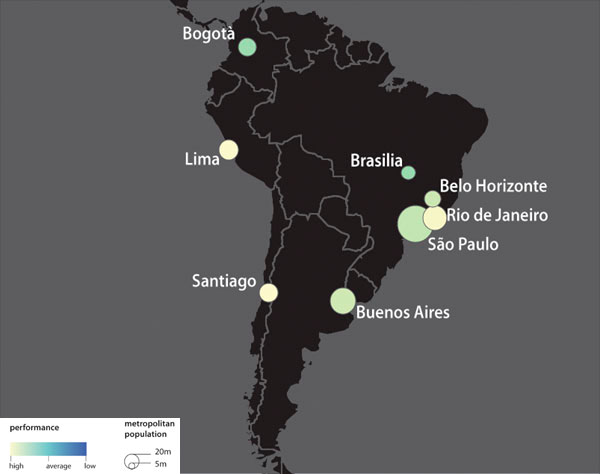 Bogotà
Lima
Brasilia
Belo Horizonte
Rio de Janeiro
São Paulo
Santiago
Buenos Aires
performance
high average low
metropolitan
population
20m
5m